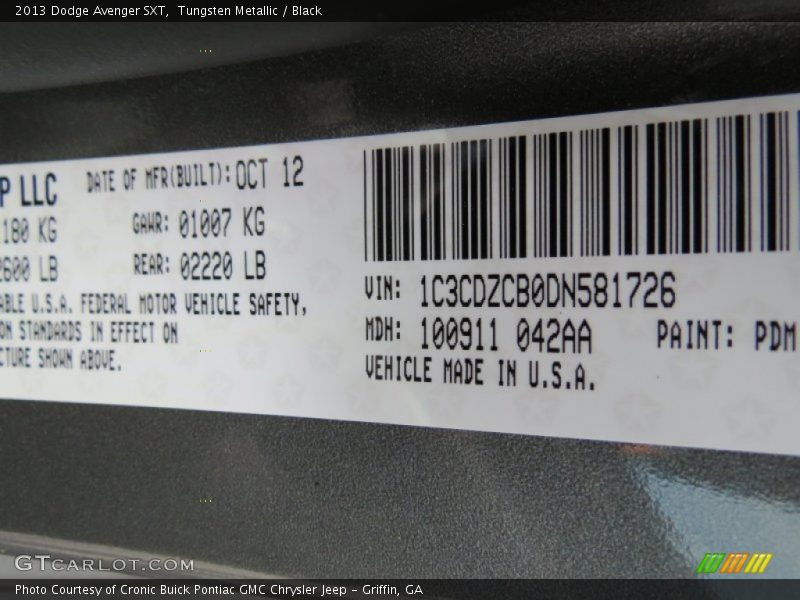 2013 Dodge Avenger SXT,  Tungsten Metallic / Black
P LLC DATE OF MFR(BUILT): OCT 12
180 KG GAWR: 01007 KG
2600 LB REAR: 02220 LB
ABLE U.S.A. FEDERAL MOTOR VEHICLE SAFETY,
ON STANDARDS IN EFFECT ON
CTURE SHOWN ABOVE.
VIN: 1C3CDZCB0DN581726
MDH: 100911 042AA PAINT: PDM
VEHICLE MADE IN U.S.A.
GTCARLOT.COM
Photo Courtesy of Cronic Buick Pontiac GMC Chrysler Jeep - Griffin, GA